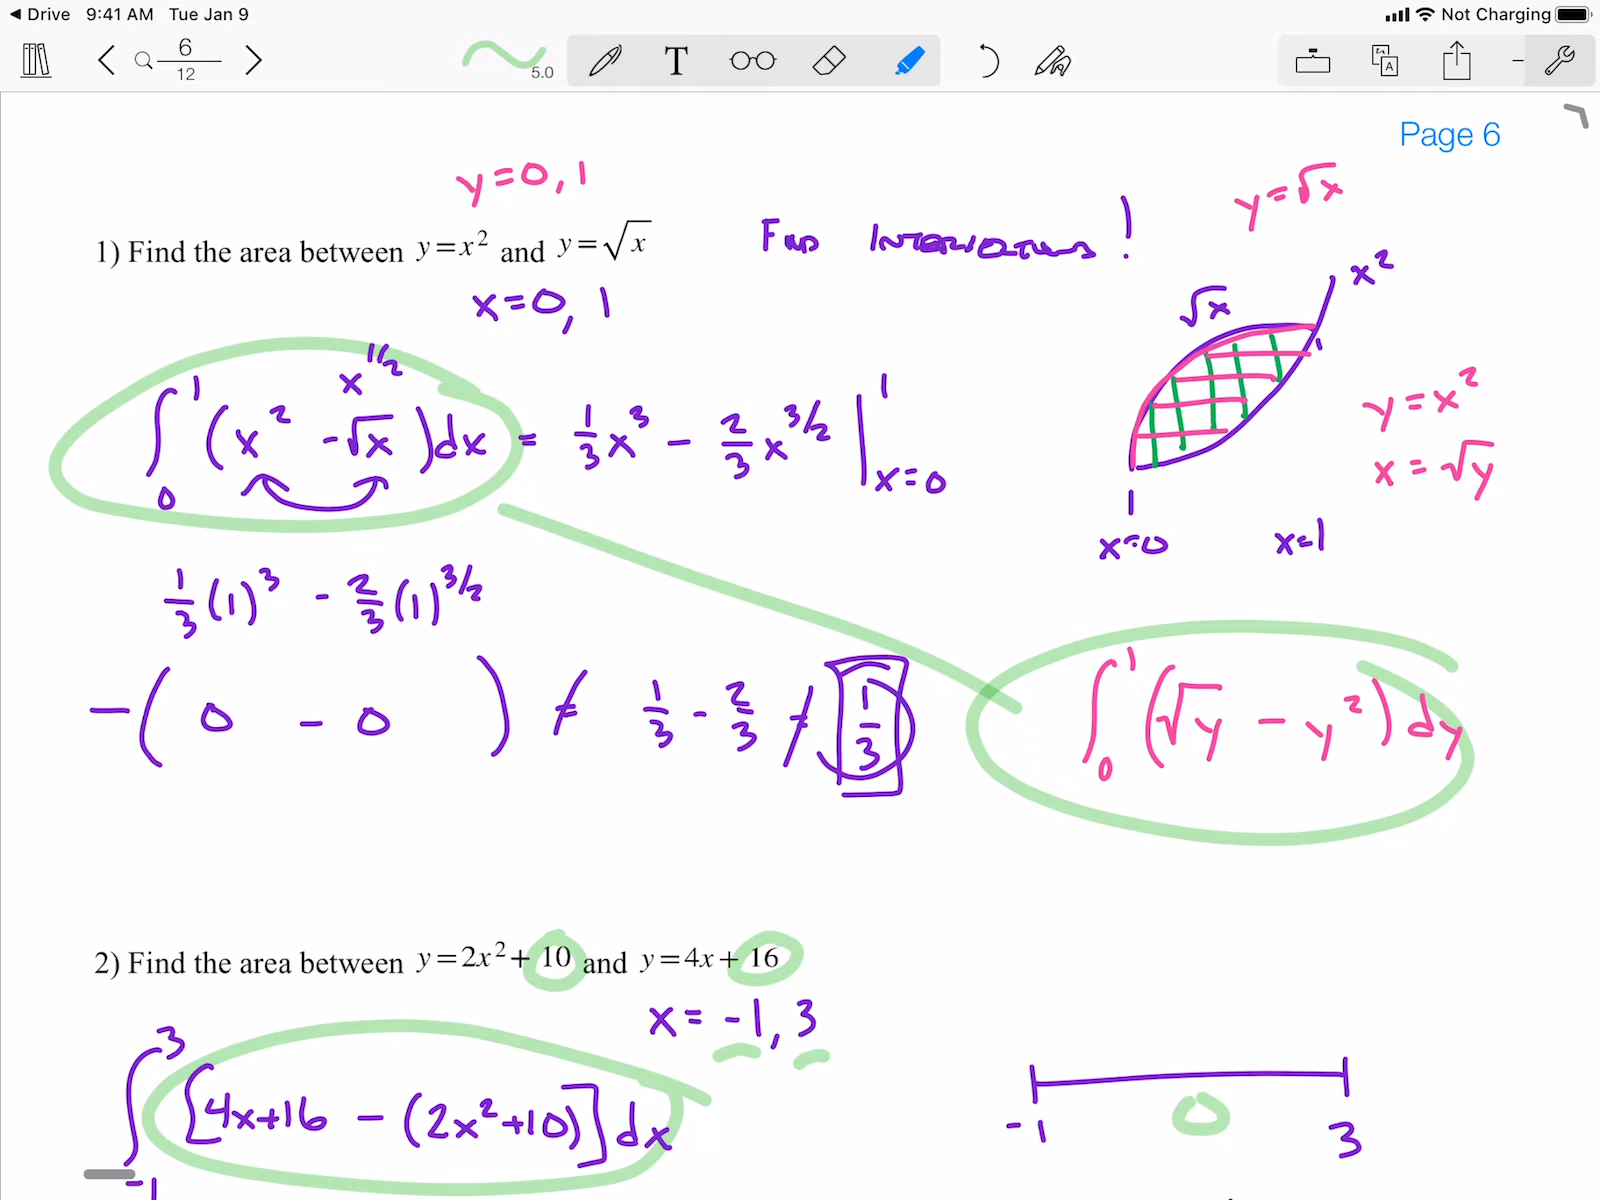 Drive 9:41 AM Tue Jan 9 Not Charging
6
12
5.0
T
A
Page 6
y=0, 1
y=√x
1) Find the area between y=x² and y=√x
Find Intersections!
x=0, 1
√x
x²
1
∫₀¹ (x² - √x) dx = 1/3 x³ - 2/3 x^(3/2) |₍ₓ₌₀₎¹
x^(1/2)
y=x²
x=√y
x=0
x=1
1/3 (1)³ - 2/3 (1)^(3/2)
-( 0 - 0 ) ≠ 1/3 - 2/3 ≠ 1/3
∫₀¹ (√y - y²) dy
2) Find the area between y=2x²+10 and y=4x+16
x= -1, 3
∫₋₁³ [4x+16 - (2x²+10)] dx
-1
0
3